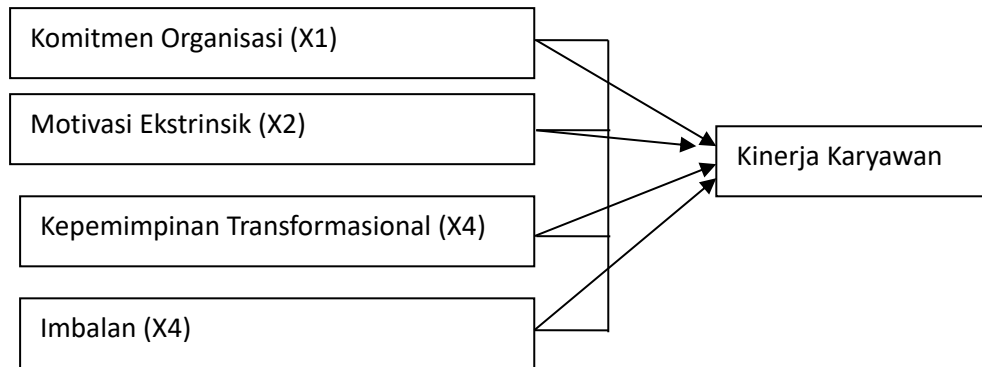 Komitmen Organisasi (X1)
Motivasi Ekstrinsik (X2)
Kinerja Karyawan
Kepemimpinan Transformasional (X4)
Imbalan (X4)